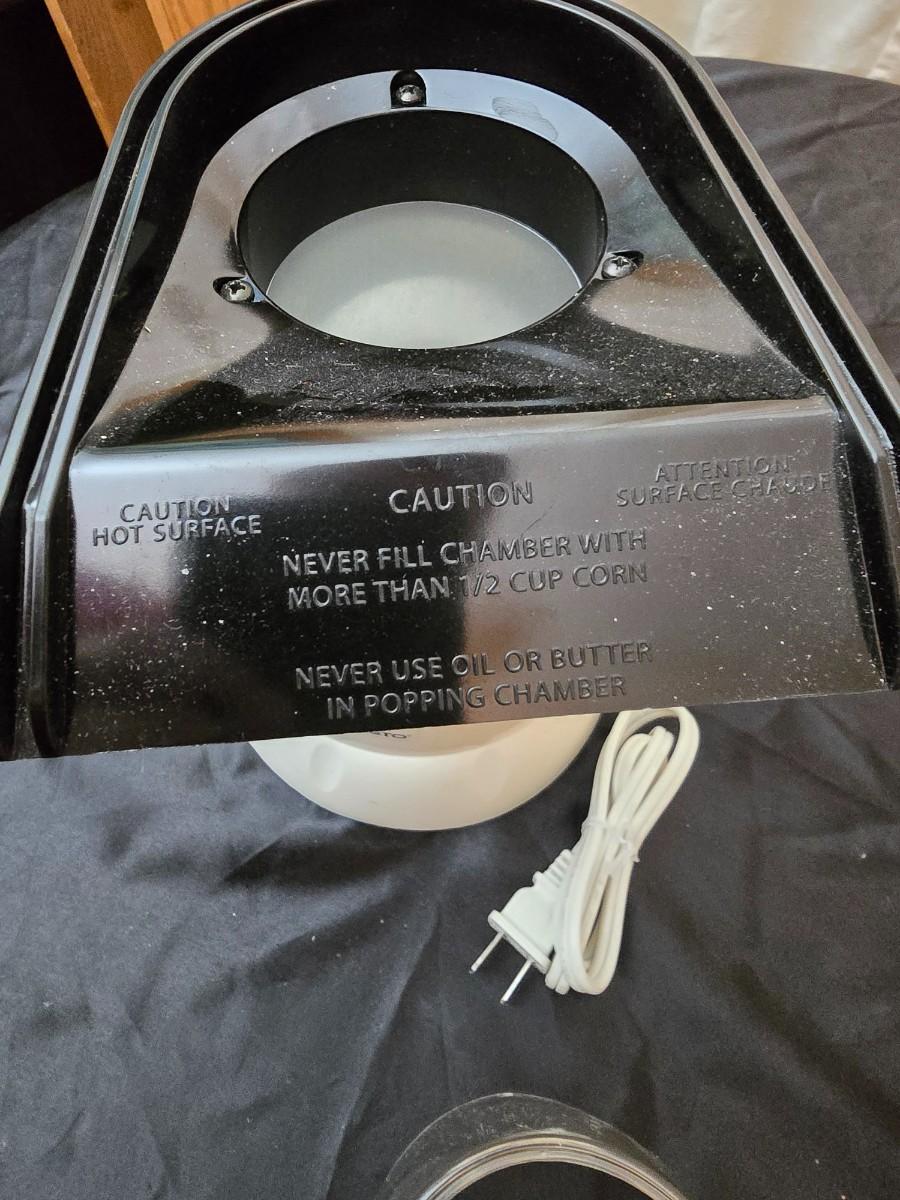 CAUTION
HOT SURFACE
CAUTION
ATTENTION
SURFACE CHAUDE
NEVER FILL CHAMBER WITH
MORE THAN 1/2 CUP CORN
NEVER USE OIL OR BUTTER
IN POPPING CHAMBER